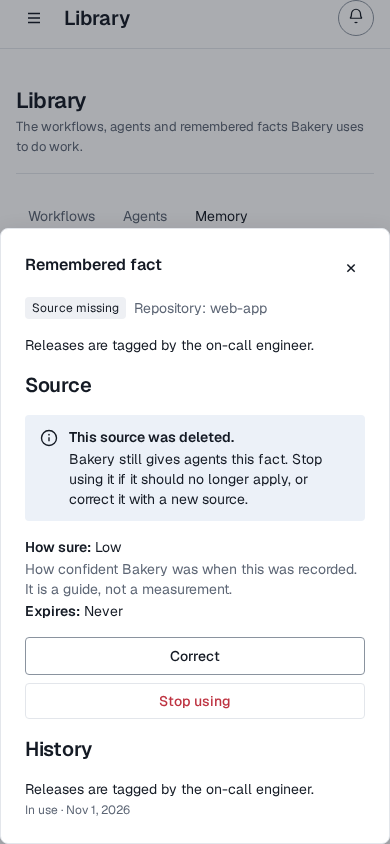 Library
Library
The workflows, agents and remembered facts Bakery uses
to do work.
Workflows Agents Memory
Remembered fact
Source missing Repository: web-app
Releases are tagged by the on-call engineer.
Source
This source was deleted.
Bakery still gives agents this fact. Stop
using it if it should no longer apply, or
correct it with a new source.
How sure: Low
How confident Bakery was when this was recorded.
It is a guide, not a measurement.
Expires: Never
Correct
Stop using
History
Releases are tagged by the on-call engineer.
In use · Nov 1, 2026